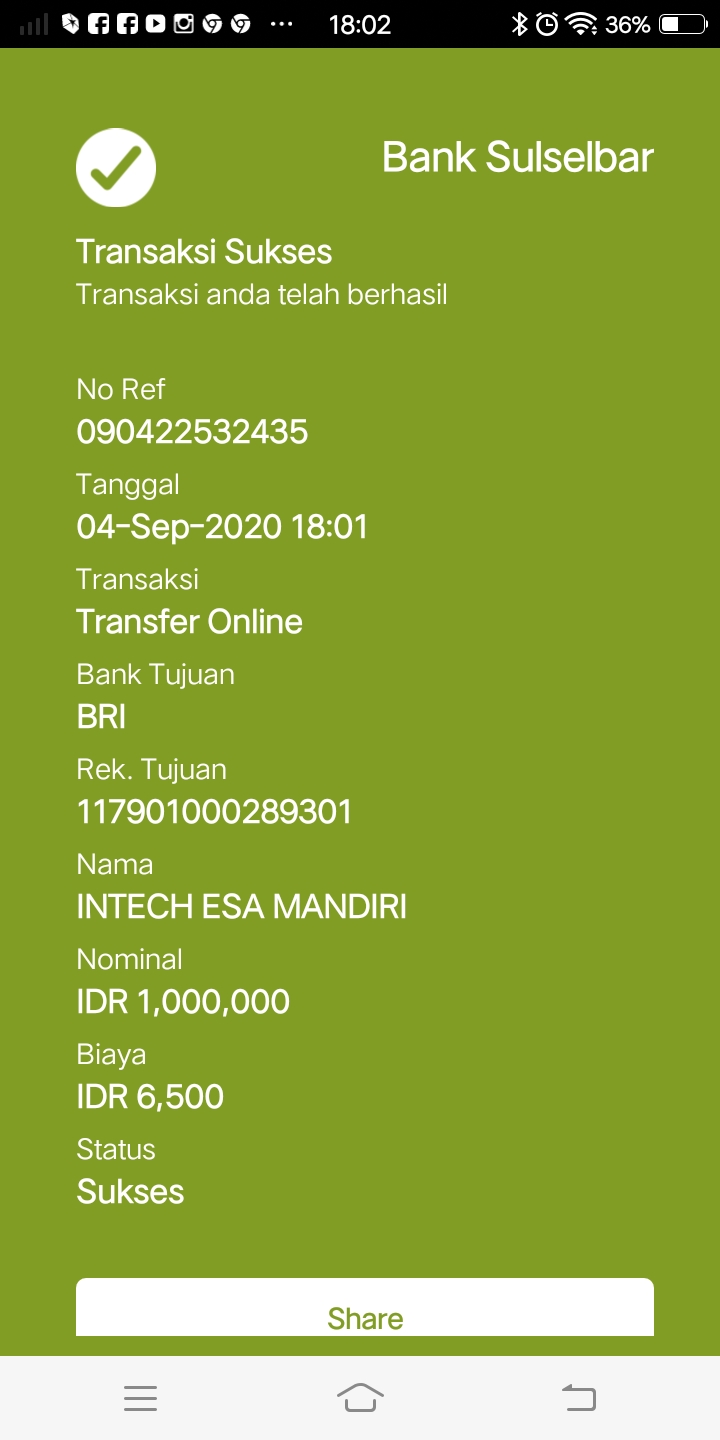 18:02
36%
Bank Sulselbar
Transaksi Sukses
Transaksi anda telah berhasil
No Ref
090422532435
Tanggal
04-Sep-2020 18:01
Transaksi
Transfer Online
Bank Tujuan
BRI
Rek. Tujuan
117901000289301
Nama
INTECH ESA MANDIRI
Nominal
IDR 1,000,000
Biaya
IDR 6,500
Status
Sukses
Share